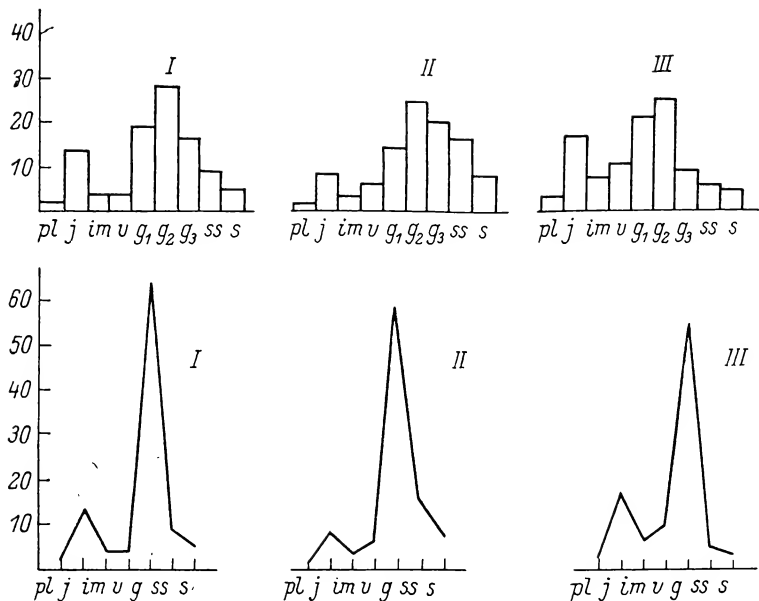 40
30
20
10
I
II
III
pl j im v g₁ g₂ g₃ ss s
pl j im v g₁ g₂ g₃ ss s
pl j im v g₁ g₂ g₃ ss s
60
50
40
30
20
10
I
II
III
pl j im v g ss s
pl j im v g ss s
pl j im v g ss s